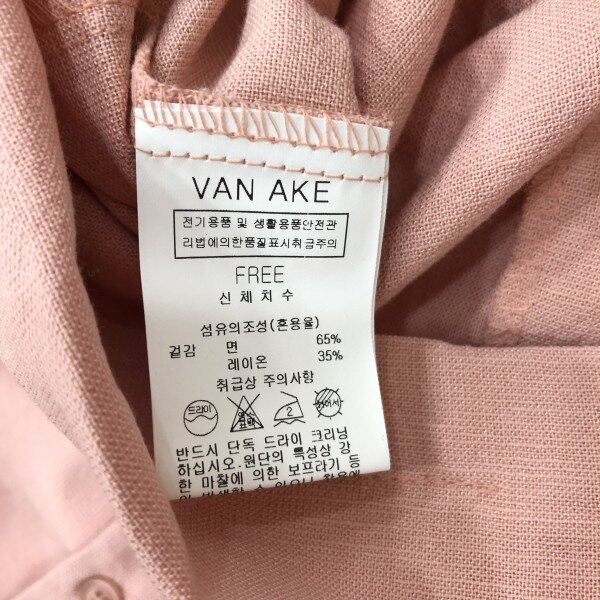 VAN AKE
전기용품 및 생활용품안전관
리법에의한품질표시취급주의
FREE
신체치수
섬유의조성(혼용율)
겉감 면 65%
레이온 35%
취급상 주의사항
드라이
2
반드시 단독 드라이 크리닝
하십시오.원단의 특성상 강
한 마찰에 의한 보프라기 등